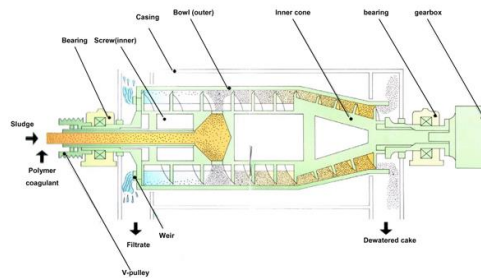 Casing
Bowl (outer)
Inner cone
bearing
gearbox
Bearing
Screw(inner)
Sludge
Polymer
coagulant
V-pulley
Weir
Filtrate
Dewatered cake